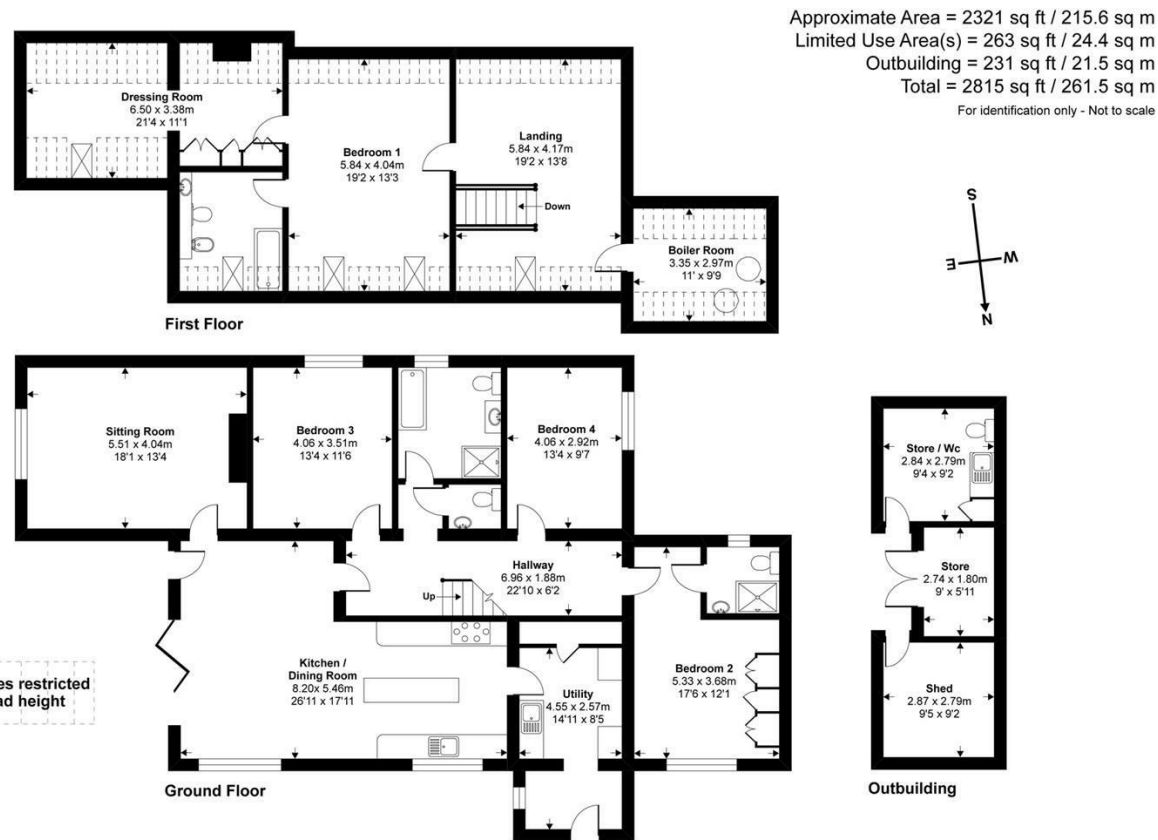 Approximate Area = 2321 sq ft / 215.6 sq m
Limited Use Area(s) = 263 sq ft / 24.4 sq m
Outbuilding = 231 sq ft / 21.5 sq m
Total = 2815 sq ft / 261.5 sq m
For identification only - Not to scale
Dressing Room
6.50 x 3.38m
21'4 x 11'1
Bedroom 1
5.84 x 4.04m
19'2 x 13'3
Landing
5.84 x 4.17m
19'2 x 13'8
Down
Boiler Room
3.35 x 2.97m
11' x 9'9
First Floor
S
E
W
N
Sitting Room
5.51 x 4.04m
18'1 x 13'4
Bedroom 3
4.06 x 3.51m
13'4 x 11'6
Bedroom 4
4.06 x 2.92m
13'4 x 9'7
Hallway
6.96 x 1.88m
22'10 x 6'2
Up
Kitchen /
Dining Room
8.20x 5.46m
26'11 x 17'11
Utility
4.55 x 2.57m
14'11 x 8'5
Bedroom 2
5.33 x 3.68m
17'6 x 12'1
Store / Wc
2.84 x 2.79m
9'4 x 9'2
Store
2.74 x 1.80m
9' x 5'11
Shed
2.87 x 2.79m
9'5 x 9'2
es restricted
ad height
Ground Floor
Outbuilding